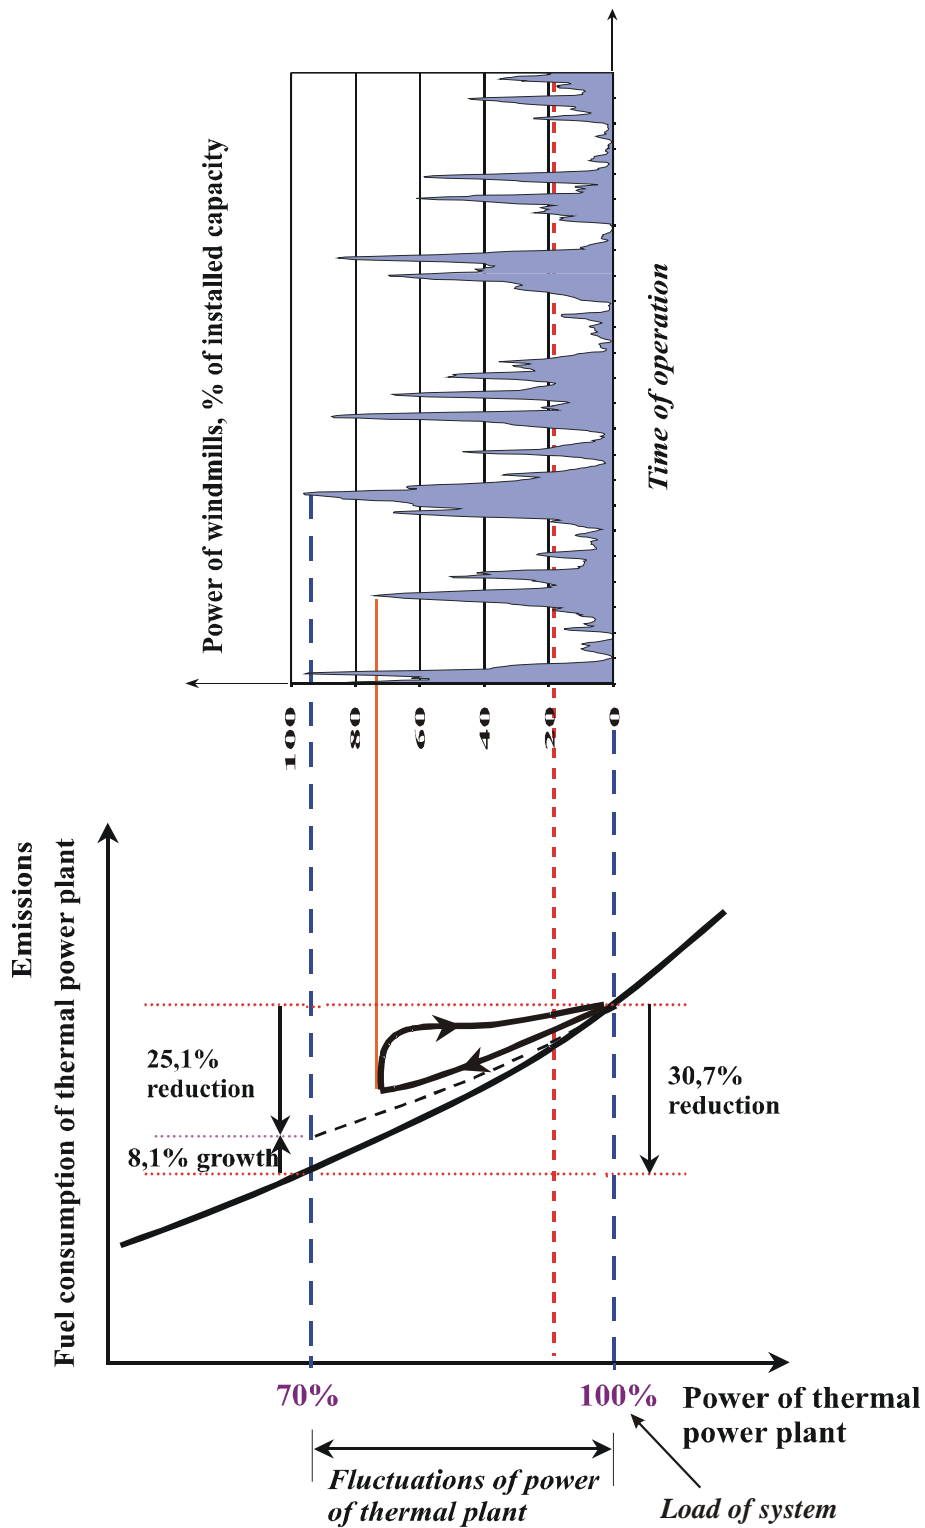 Power of windmills, % of installed capacity
Time of operation
100
80
60
40
20
0
Emissions
Fuel consumption of thermal power plant
25,1%
reduction
8,1% growth
30,7%
reduction
70%
100%
Power of thermal
power plant
Fluctuations of power
of thermal plant
Load of system